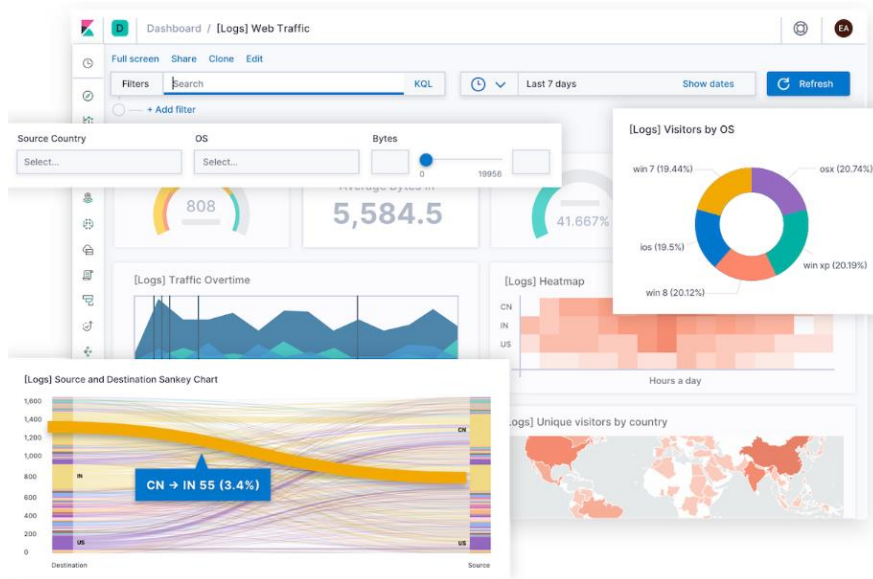 D Dashboard / [Logs] Web Traffic EA
Full screen Share Clone Edit
Filters Search KQL Last 7 days Show dates Refresh
+ Add filter
Source Country OS Bytes
Select... Select... 0 19956
[Logs] Visitors by OS
win 7 (19.44%) osx (20.74%)
ios (19.5%) win xp (20.19%)
win 8 (20.12%)
808
Average Bytes In
5,584.5
41.667%
[Logs] Traffic Overtime
[Logs] Heatmap
CN
IN
US
Hours a day
[Logs] Source and Destination Sankey Chart
1,600
1,400
1,200
1,000
800
600
400
200
0
CN
IN
US
US
CN → IN 55 (3.4%)
Destination Source
Logs] Unique visitors by country